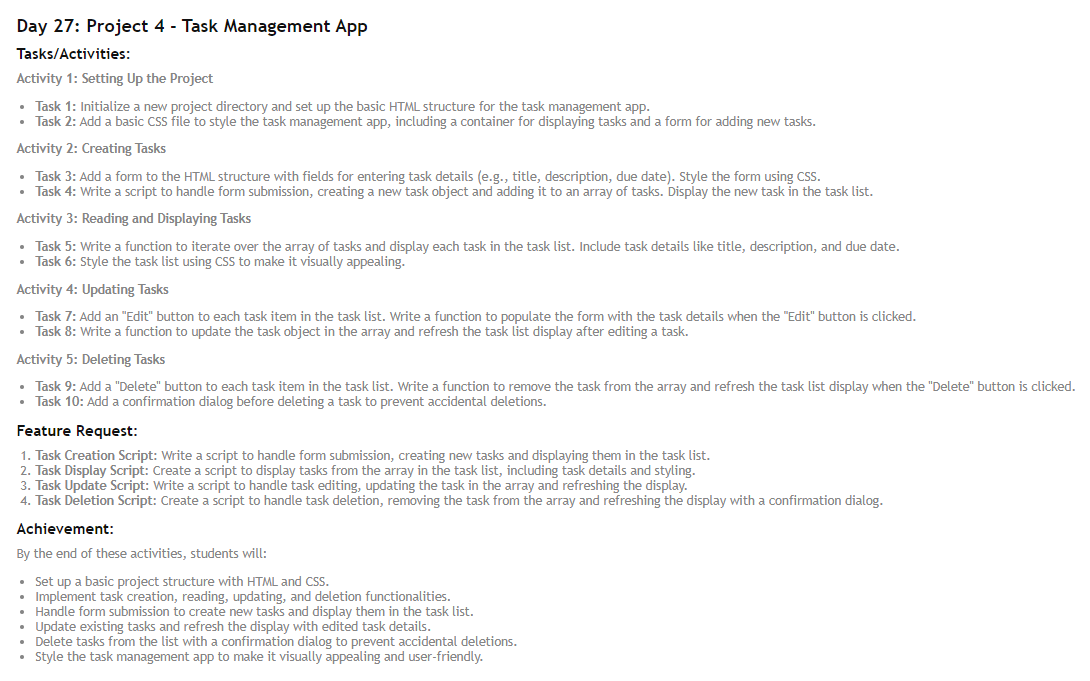 Day 27: Project 4 - Task Management App
Tasks/Activities:
Activity 1: Setting Up the Project
• Task 1: Initialize a new project directory and set up the basic HTML structure for the task management app.
• Task 2: Add a basic CSS file to style the task management app, including a container for displaying tasks and a form for adding new tasks.
Activity 2: Creating Tasks
• Task 3: Add a form to the HTML structure with fields for entering task details (e.g., title, description, due date). Style the form using CSS.
• Task 4: Write a script to handle form submission, creating a new task object and adding it to an array of tasks. Display the new task in the task list.
Activity 3: Reading and Displaying Tasks
• Task 5: Write a function to iterate over the array of tasks and display each task in the task list. Include task details like title, description, and due date.
• Task 6: Style the task list using CSS to make it visually appealing.
Activity 4: Updating Tasks
• Task 7: Add an "Edit" button to each task item in the task list. Write a function to populate the form with the task details when the "Edit" button is clicked.
• Task 8: Write a function to update the task object in the array and refresh the task list display after editing a task.
Activity 5: Deleting Tasks
• Task 9: Add a "Delete" button to each task item in the task list. Write a function to remove the task from the array and refresh the task list display when the "Delete" button is clicked.
• Task 10: Add a confirmation dialog before deleting a task to prevent accidental deletions.
Feature Request:
1. Task Creation Script: Write a script to handle form submission, creating new tasks and displaying them in the task list.
2. Task Display Script: Create a script to display tasks from the array in the task list, including task details and styling.
3. Task Update Script: Write a script to handle task editing, updating the task in the array and refreshing the display.
4. Task Deletion Script: Create a script to handle task deletion, removing the task from the array and refreshing the display with a confirmation dialog.
Achievement:
By the end of these activities, students will:
• Set up a basic project structure with HTML and CSS.
• Implement task creation, reading, updating, and deletion functionalities.
• Handle form submission to create new tasks and display them in the task list.
• Update existing tasks and refresh the display with edited task details.
• Delete tasks from the list with a confirmation dialog to prevent accidental deletions.
• Style the task management app to make it visually appealing and user-friendly.